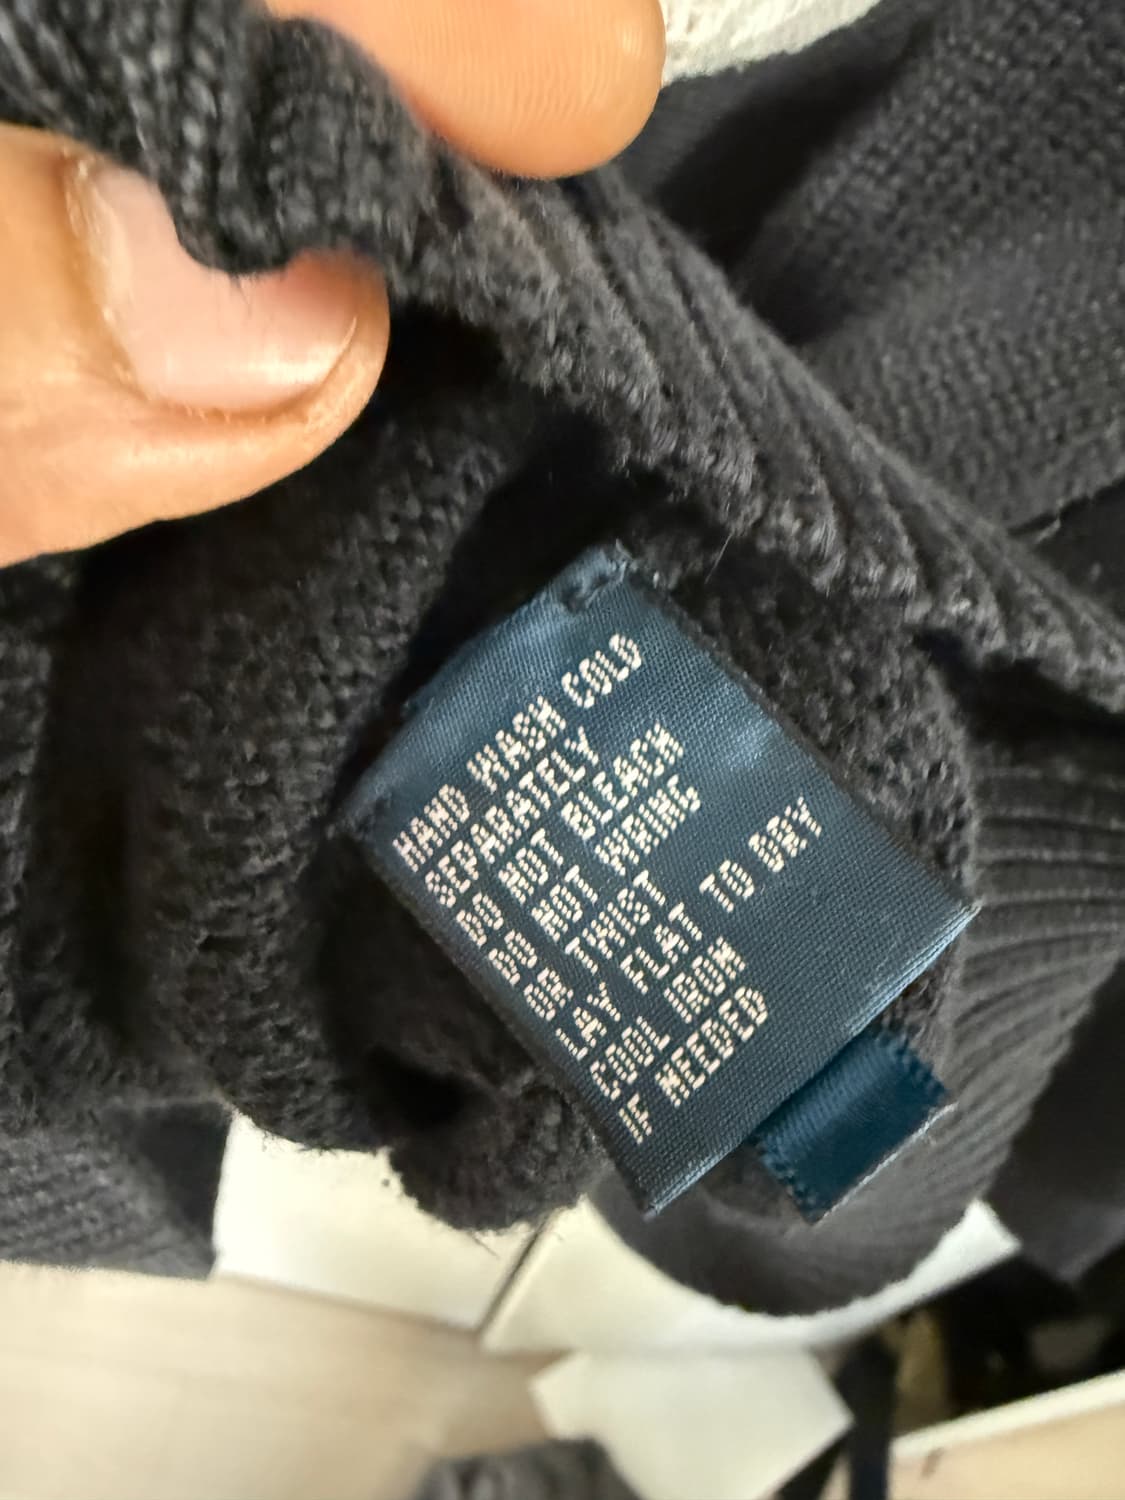 HAND WASH COLD
SEPARATELY
DO NOT BLEACH
DO NOT WRING
OR TWIST
LAY FLAT TO DRY
COOL IRON
IF NEEDED